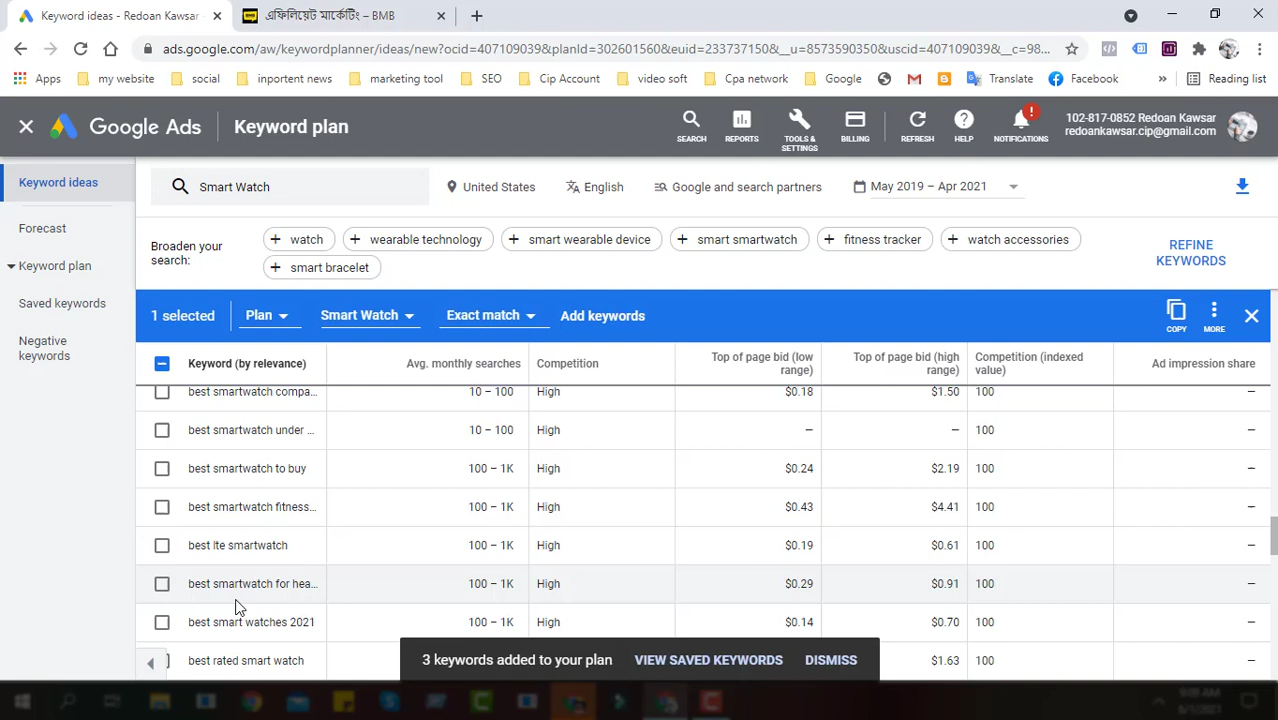 Keyword ideas - Redoan Kawsar
এফিলিয়েট মার্কেটিং – BMB
ads.google.com/aw/keywordplanner/ideas/new?ocid=407109039&planId=302601560&euid=233737150&__u=8573590350&uscid=407109039&__c=98...
Apps my website social inportent news marketing tool SEO Cip Account video soft Cpa network Google Translate Facebook » Reading list
Google Ads Keyword plan
SEARCH REPORTS TOOLS & SETTINGS BILLING REFRESH HELP NOTIFICATIONS
102-817-0852 Redoan Kawsar
redoankawsar.cip@gmail.com
Keyword ideas
Forecast
Keyword plan
Saved keywords
Negative keywords
Smart Watch United States English Google and search partners May 2019 – Apr 2021
Broaden your search:
+ watch + wearable technology + smart wearable device + smart smartwatch + fitness tracker + watch accessories
+ smart bracelet
REFINE KEYWORDS
1 selected Plan Smart Watch Exact match Add keywords COPY MORE
Keyword (by relevance) Avg. monthly searches Competition Top of page bid (low range) Top of page bid (high range) Competition (indexed value) Ad impression share
best smartwatch compa... 10 – 100 High $0.18 $1.50 100 –
best smartwatch under ... 10 – 100 High – – 100 –
best smartwatch to buy 100 – 1K High $0.24 $2.19 100 –
best smartwatch fitness... 100 – 1K High $0.43 $4.41 100 –
best lte smartwatch 100 – 1K High $0.19 $0.61 100 –
best smartwatch for hea... 100 – 1K High $0.29 $0.91 100 –
best smart watches 2021 100 – 1K High $0.14 $0.70 100 –
best rated smart watch $1.63 100 –
3 keywords added to your plan VIEW SAVED KEYWORDS DISMISS